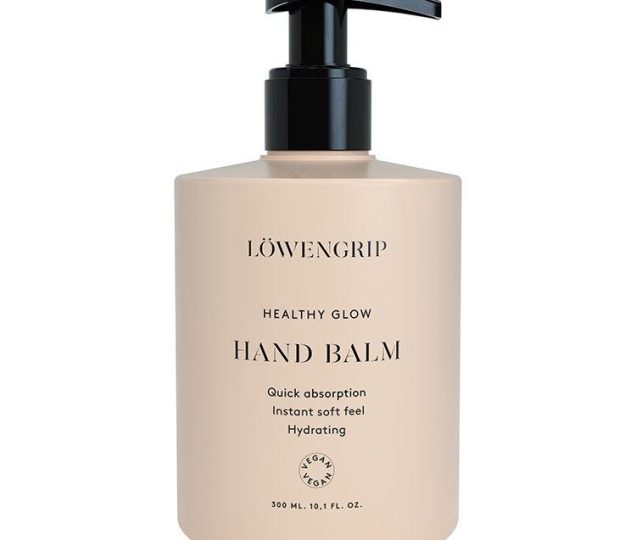 LÖWENGRIP
HEALTHY GLOW
HAND BALM
Quick absorption
Instant soft feel
Hydrating
VEGAN
VEGAN
300 ML. 10,1 FL. OZ.